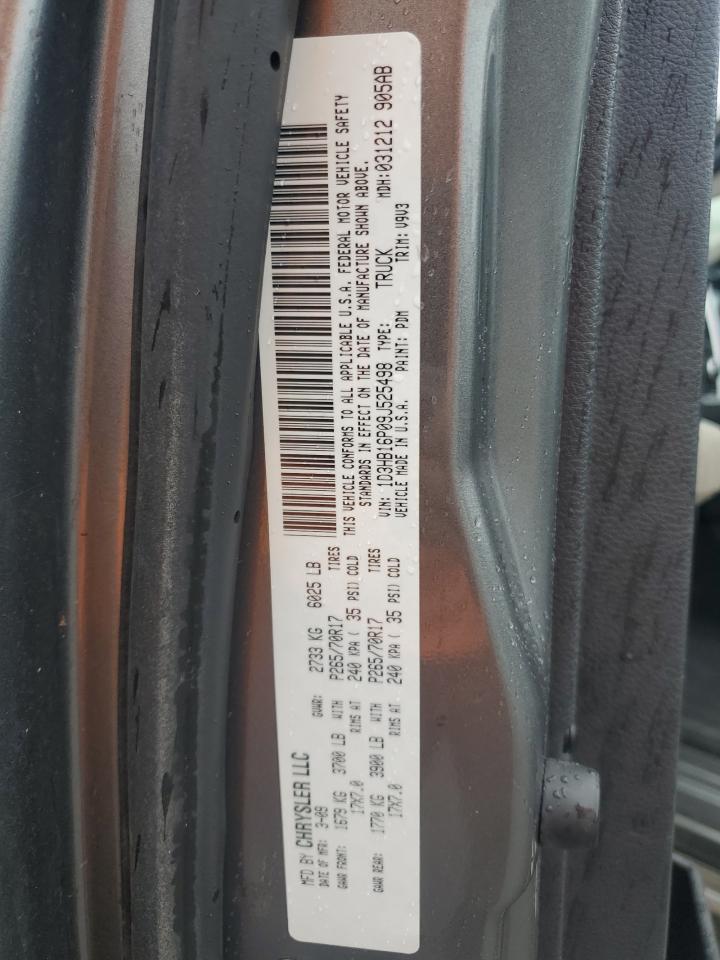 MFD BY CHRYSLER LLC
DATE OF MFR: 3-09 GVWR: 2733 KG 6025 LB
GAWR FRONT: 1679 KG 3700 LB WITH P265/70R17 TIRES
17X7.0 RIMS AT 240 KPA ( 35 PSI) COLD
GAWR REAR: 1770 KG 3900 LB WITH P265/70R17 TIRES
17X7.0 RIMS AT 240 KPA ( 35 PSI) COLD
THIS VEHICLE CONFORMS TO ALL APPLICABLE U.S.A. FEDERAL MOTOR VEHICLE SAFETY
STANDARDS IN EFFECT ON THE DATE OF MANUFACTURE SHOWN ABOVE.
VIN: 1D3HB16P09J525498 TYPE: TRUCK MDH:031212 905AB
VEHICLE MADE IN U.S.A. PAINT: PDM TRIM: V9V3